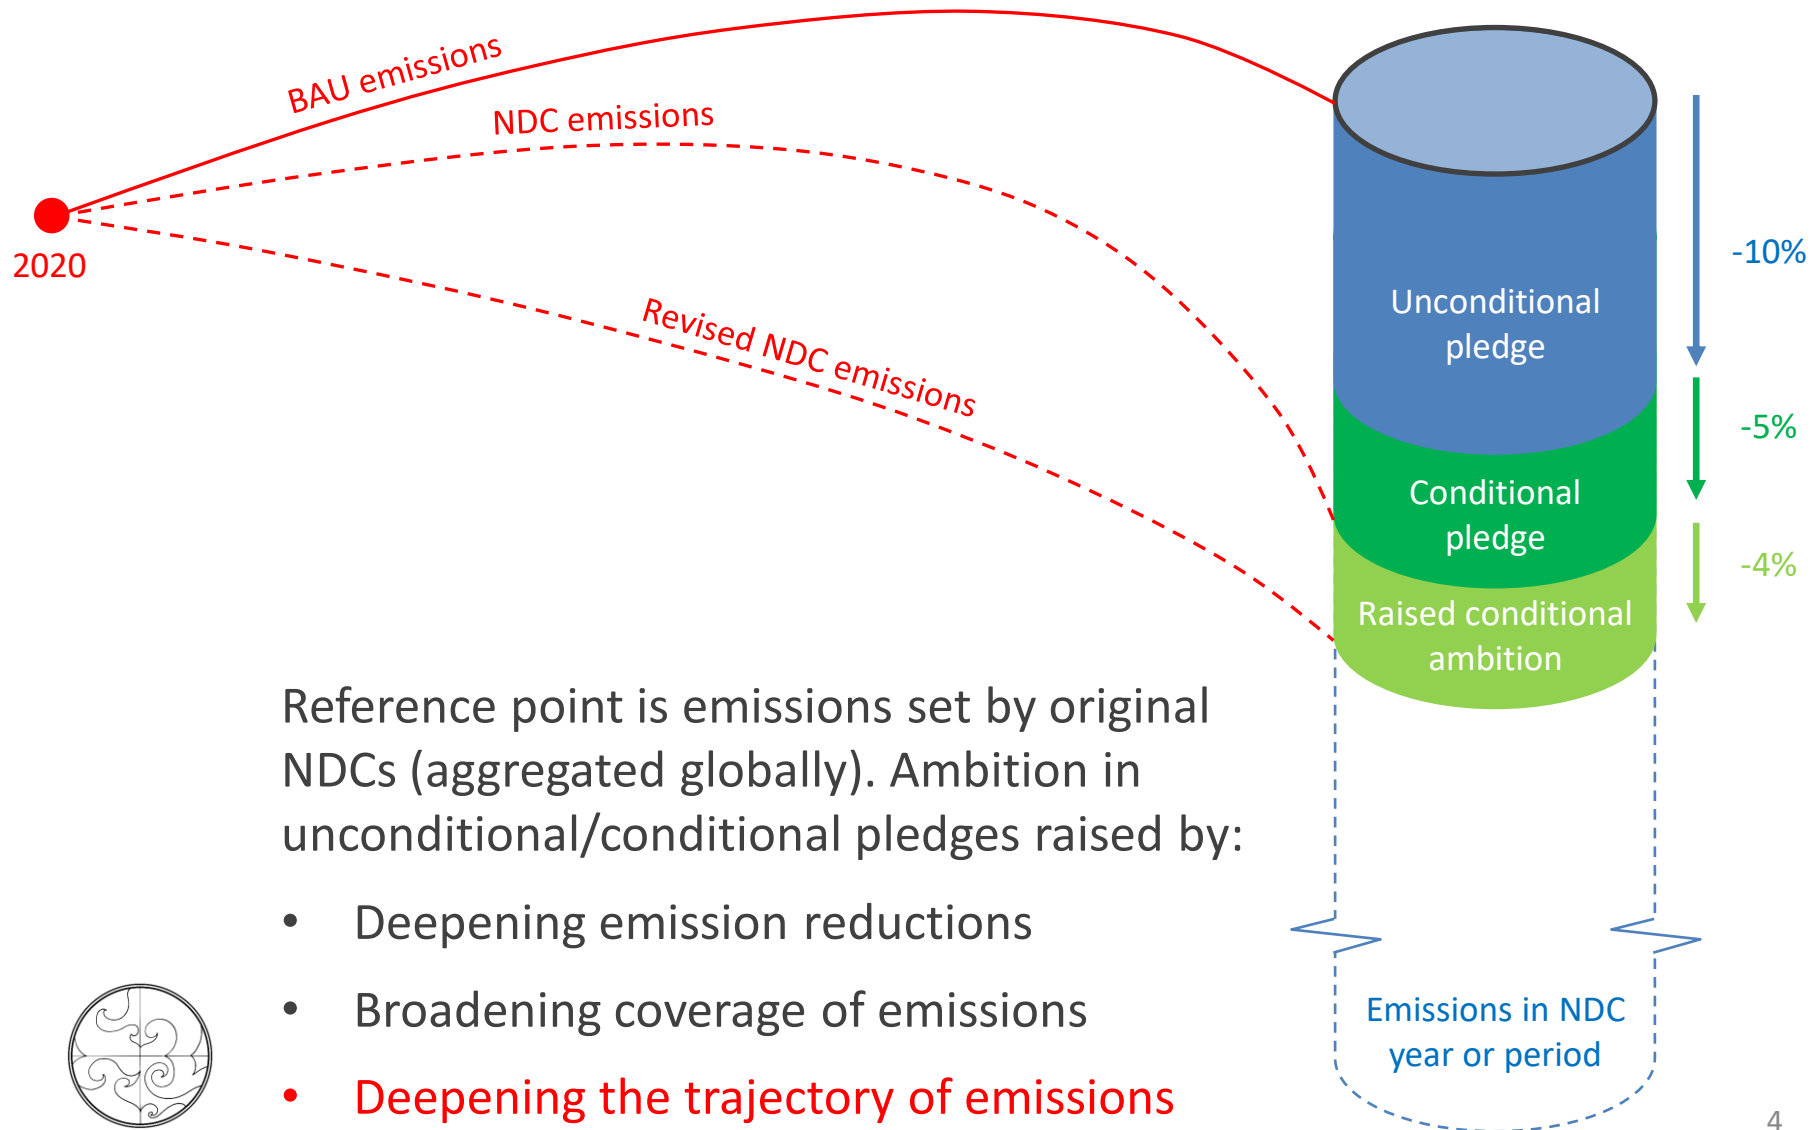 BAU emissions
NDC emissions
2020
Revised NDC emissions
-10%
Unconditional
pledge
-5%
Conditional
pledge
-4%
Raised conditional
ambition
Reference point is emissions set by original
NDCs (aggregated globally). Ambition in
unconditional/conditional pledges raised by:
• Deepening emission reductions
• Broadening coverage of emissions
• Deepening the trajectory of emissions
Emissions in NDC
year or period
4